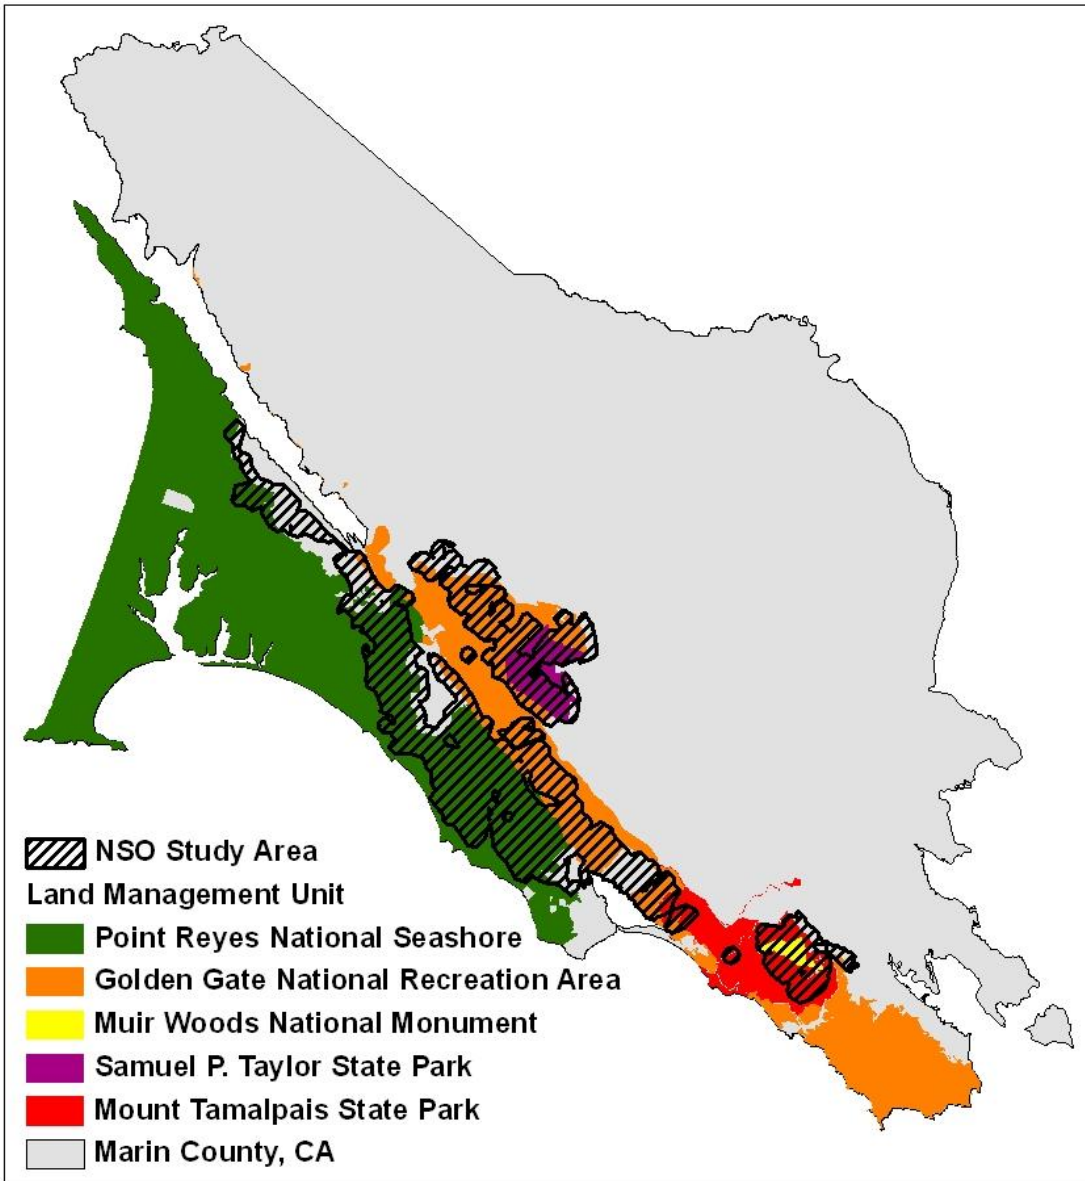 NSO Study Area
Land Management Unit
Point Reyes National Seashore
Golden Gate National Recreation Area
Muir Woods National Monument
Samuel P. Taylor State Park
Mount Tamalpais State Park
Marin County, CA